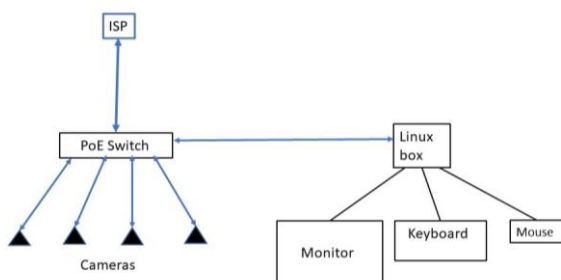 ISP
PoE Switch
Linux
box
Cameras
Monitor
Keyboard
Mouse